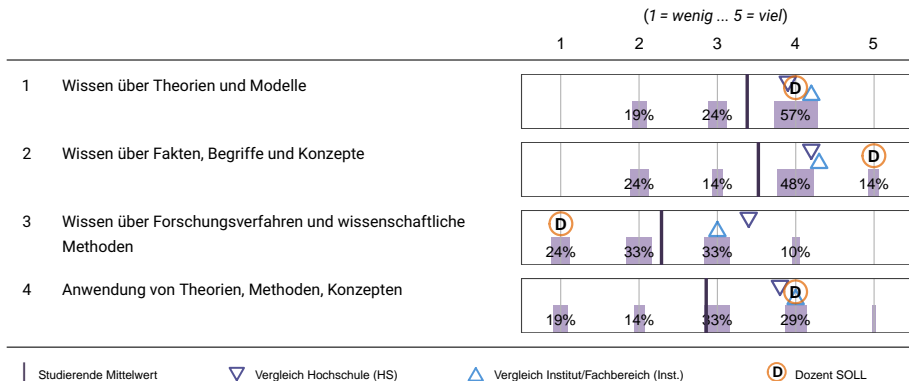 (1 = wenig ... 5 = viel)
1 2 3 4 5
1 Wissen über Theorien und Modelle
D
19% 24% 57%
2 Wissen über Fakten, Begriffe und Konzepte
D
24% 14% 48% 14%
3 Wissen über Forschungsverfahren und wissenschaftliche
Methoden
D
24% 33% 33% 10%
4 Anwendung von Theorien, Methoden, Konzepten
D
19% 14% 33% 29%
Studierende Mittelwert Vergleich Hochschule (HS) Vergleich Institut/Fachbereich (Inst.) D Dozent SOLL